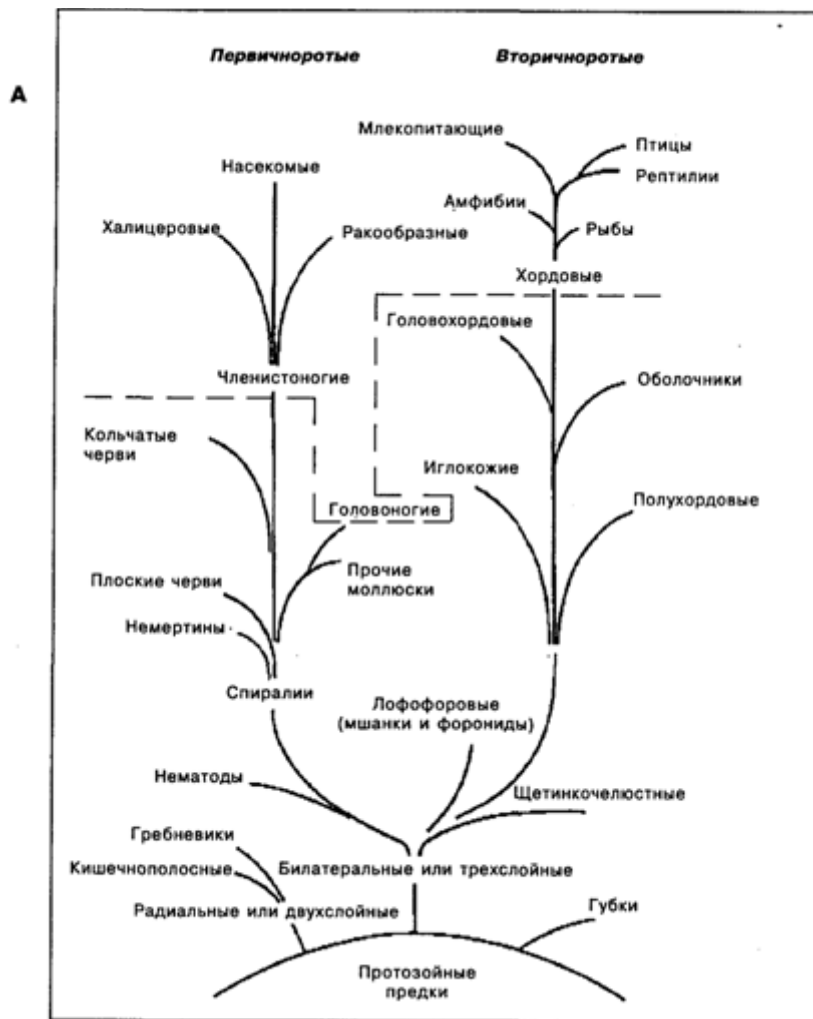 Первичноротые
Вторичноротые
А
Млекопитающие
Птицы
Рептилии
Насекомые
Амфибии
Рыбы
Халицеровые
Ракообразные
Хордовые
Головохордовые
Членистоногие
Оболочники
Кольчатые
черви
Иглокожие
Полухордовые
Головоногие
Прочие
моллюски
Плоские черви
Немертины
Спиралии
Лофофоровые
(мшанки и форониды)
Нематоды
Щетинкочелюстные
Гребневики
Кишечнополосные
Билатеральные или трехслойные
Радиальные или двухслойные
Губки
Протозойные
предки